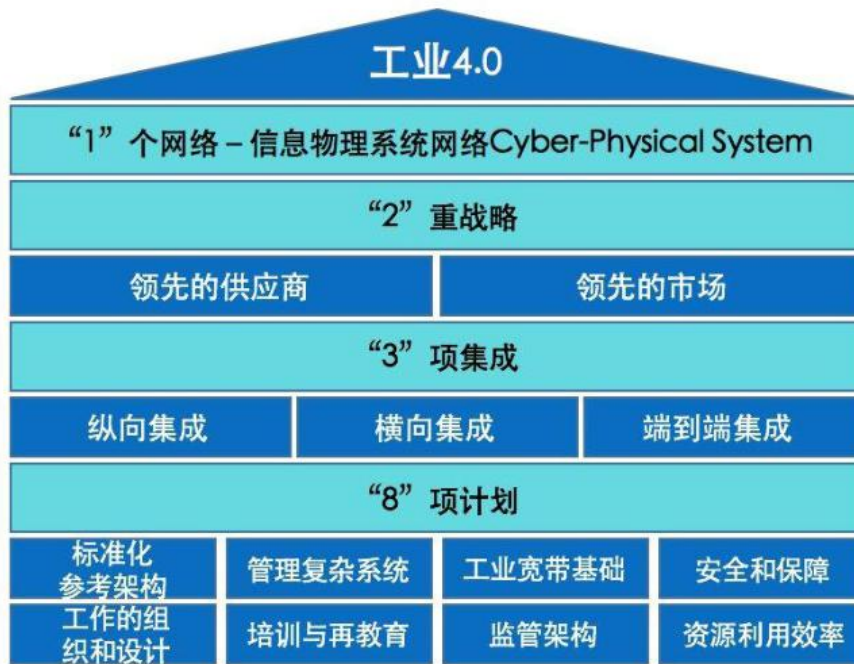 工业4.0
“1” 个网络 – 信息物理系统网络Cyber-Physical System
“2” 重战略
领先的供应商
领先的市场
“3” 项集成
纵向集成
横向集成
端到端集成
“8” 项计划
标准化
参考架构
管理复杂系统
工业宽带基础
安全和保障
工作的组
织和设计
培训与再教育
监管架构
资源利用效率